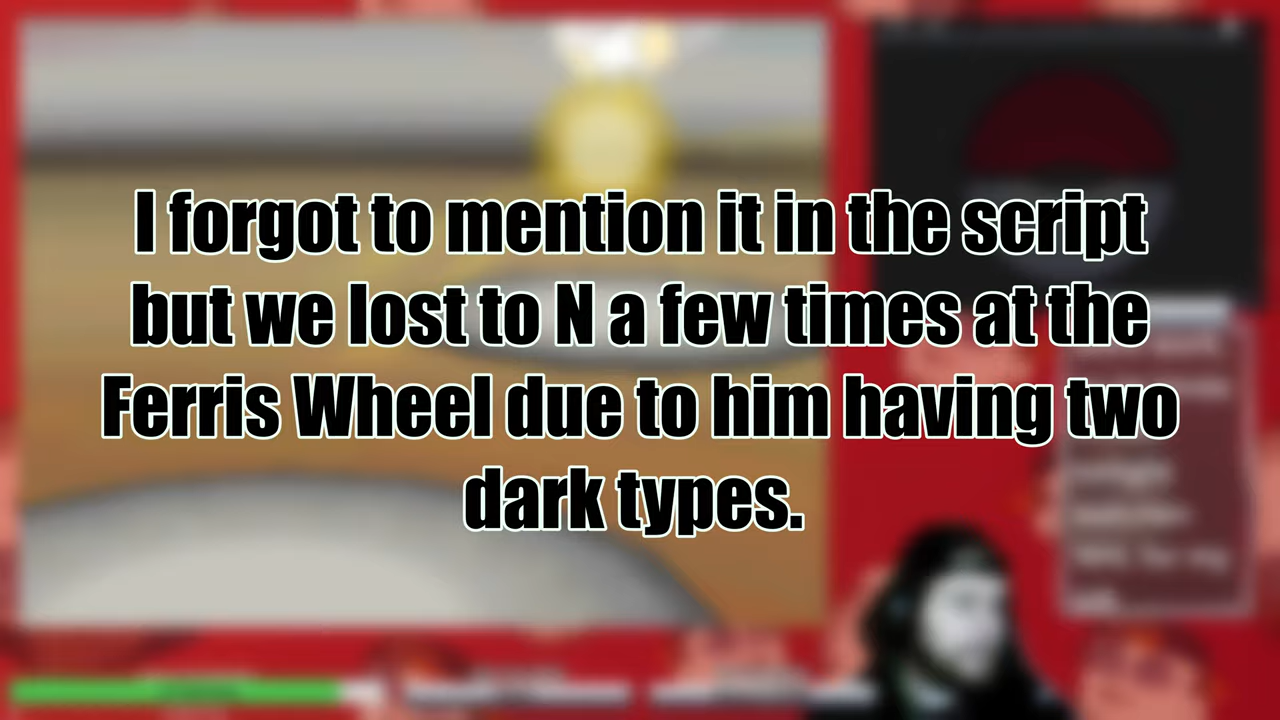 I forgot to mention it in the script
but we lost to N a few times at the
Ferris Wheel due to him having two
dark types.